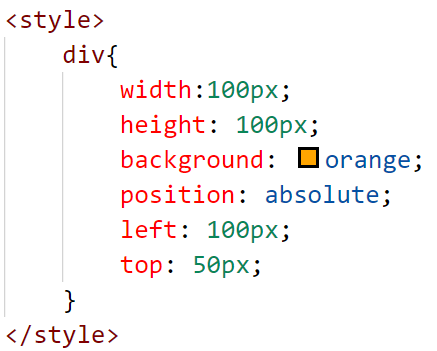 <style>
div{
width:100px;
height: 100px;
background: orange;
position: absolute;
left: 100px;
top: 50px;
}
</style>